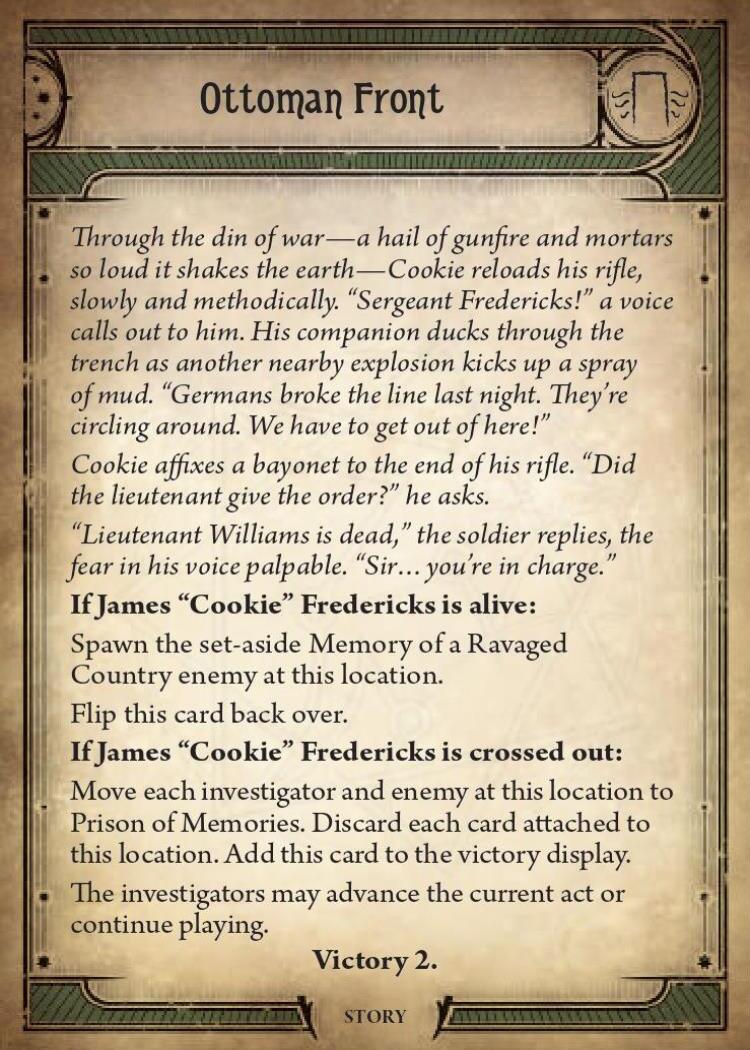 Ottoman Front
Through the din of war—a hail of gunfire and mortars
so loud it shakes the earth—Cookie reloads his rifle,
slowly and methodically. “Sergeant Fredericks!” a voice
calls out to him. His companion ducks through the
trench as another nearby explosion kicks up a spray
of mud. “Germans broke the line last night. They’re
circling around. We have to get out of here!”
Cookie affixes a bayonet to the end of his rifle. “Did
the lieutenant give the order?” he asks.
“Lieutenant Williams is dead,” the soldier replies, the
fear in his voice palpable. “Sir… you’re in charge.”
If James “Cookie” Fredericks is alive:
Spawn the set-aside Memory of a Ravaged
Country enemy at this location.
Flip this card back over.
If James “Cookie” Fredericks is crossed out:
Move each investigator and enemy at this location to
Prison of Memories. Discard each card attached to
this location. Add this card to the victory display.
The investigators may advance the current act or
continue playing.
Victory 2.
STORY